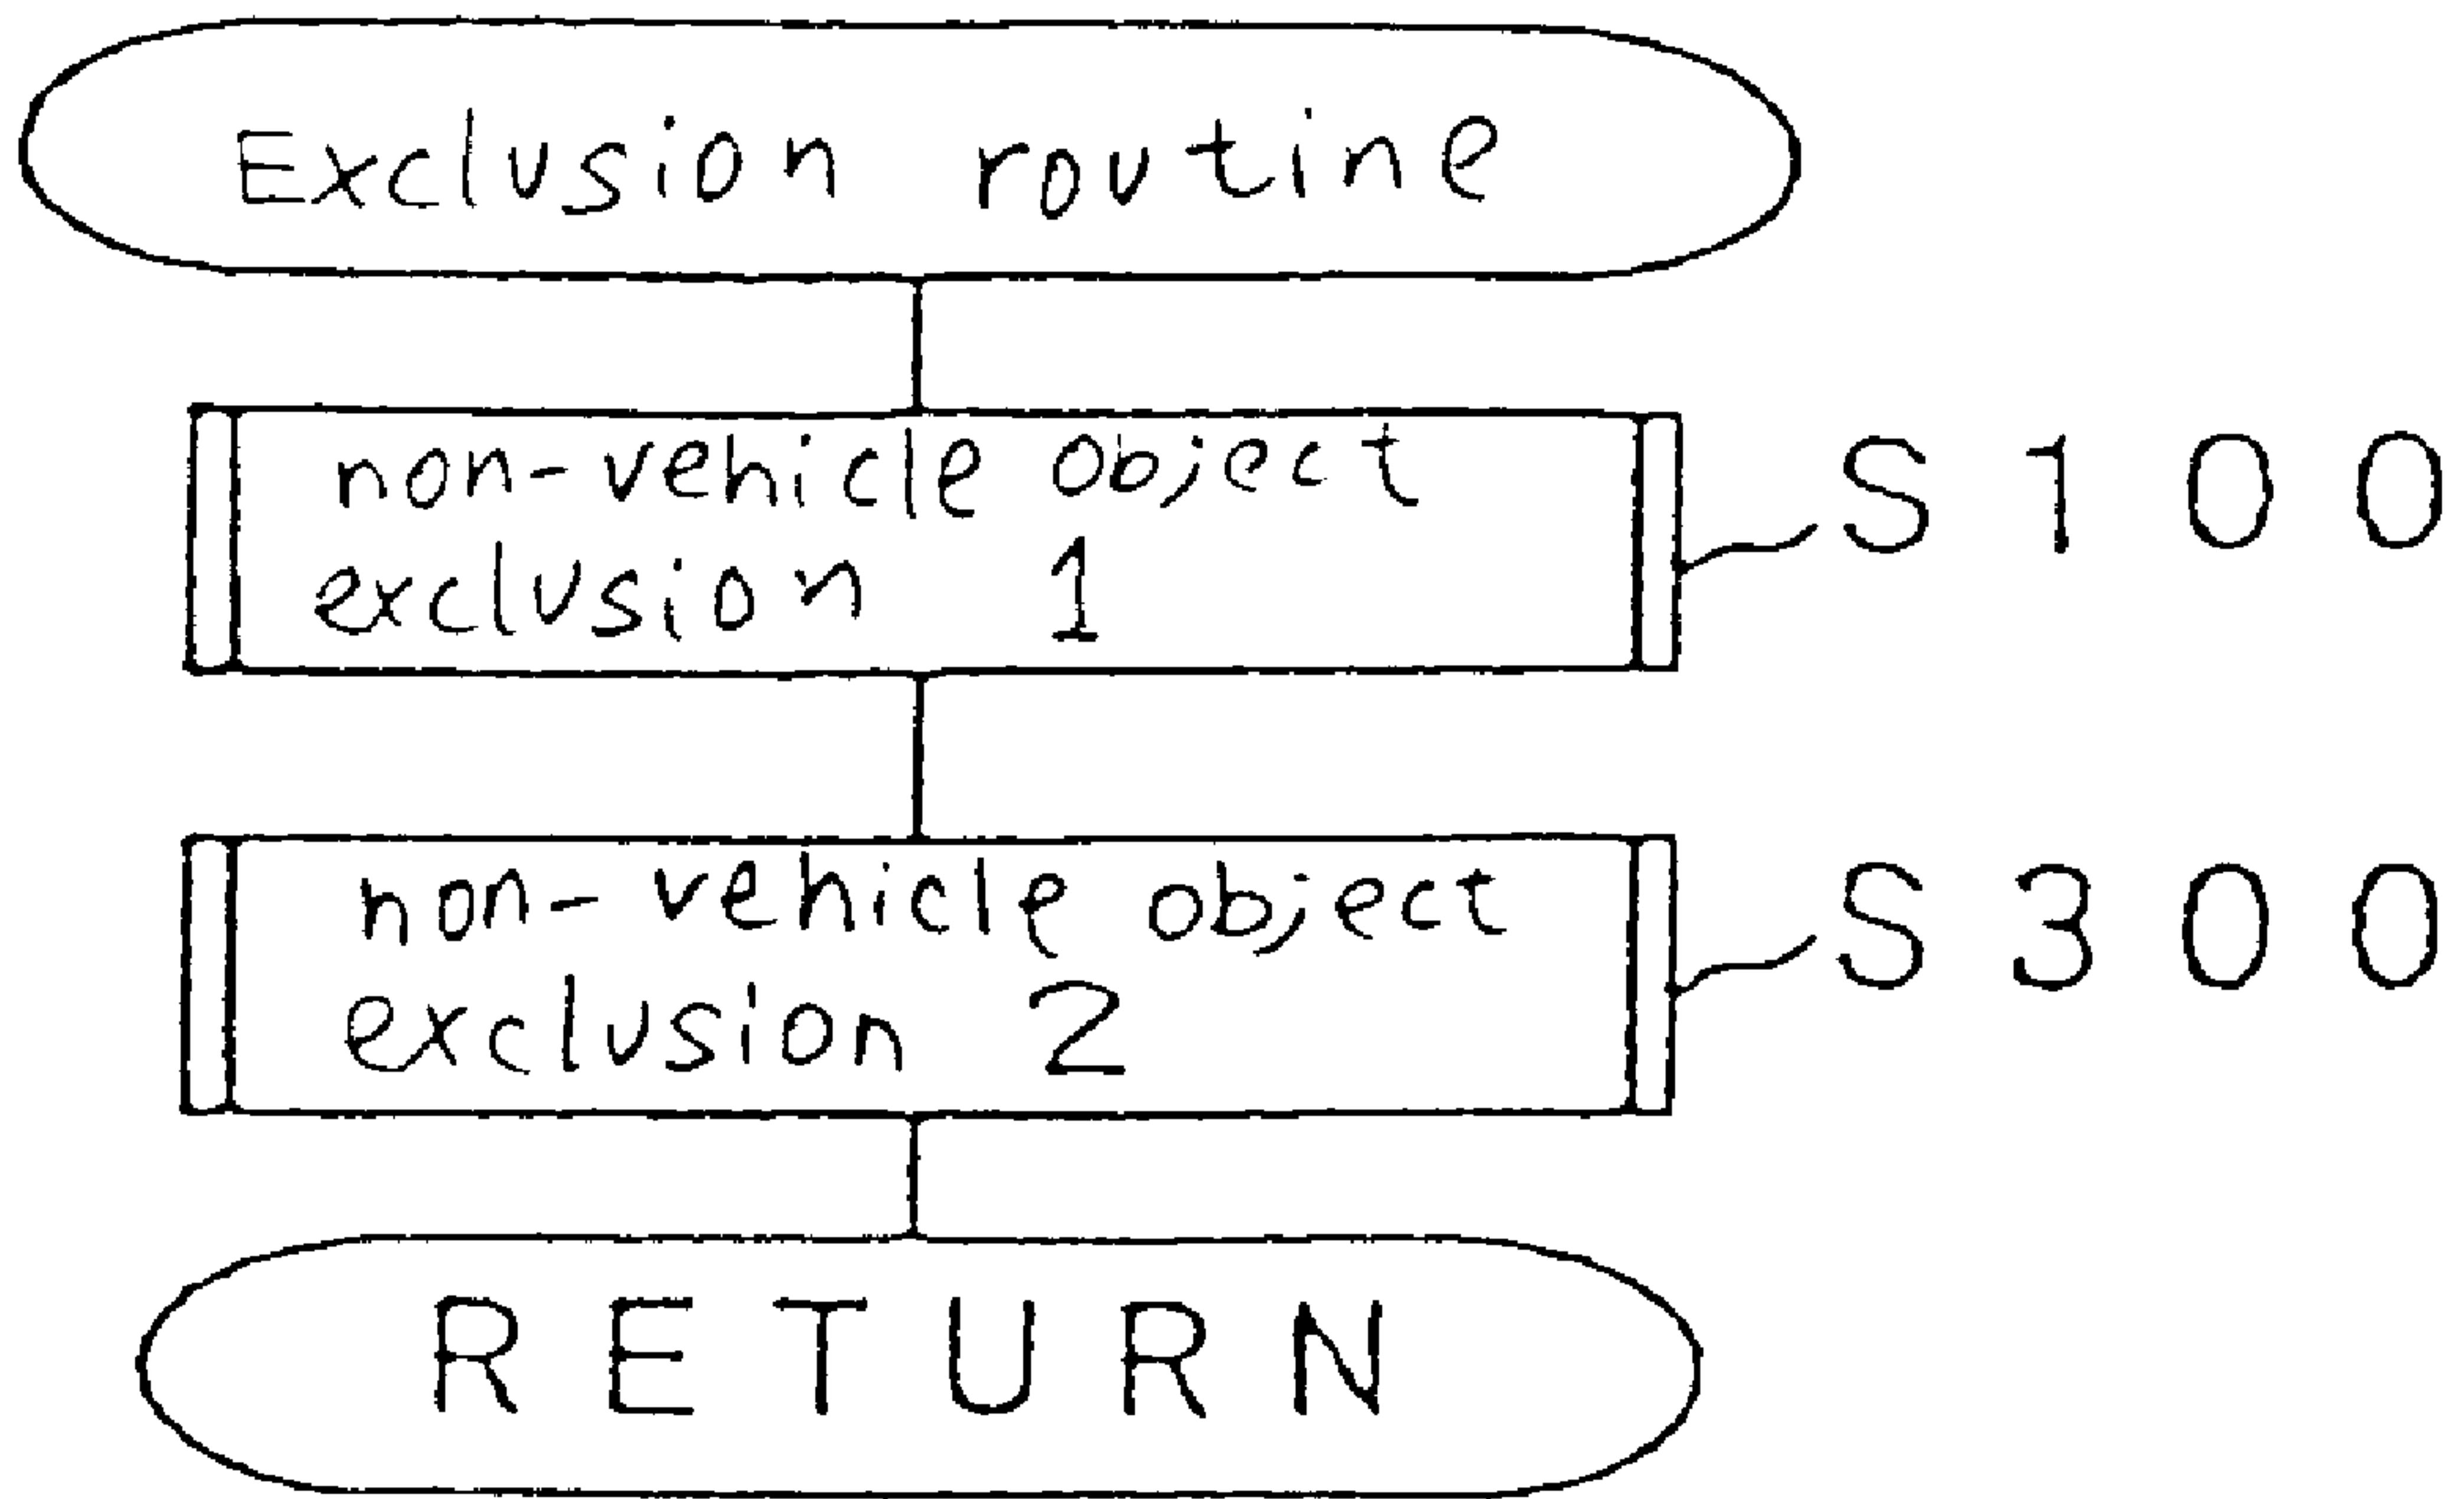 Exclusion routine
non-vehicle object
exclusion 1
S100
non-vehicle object
exclusion 2
S300
RETURN